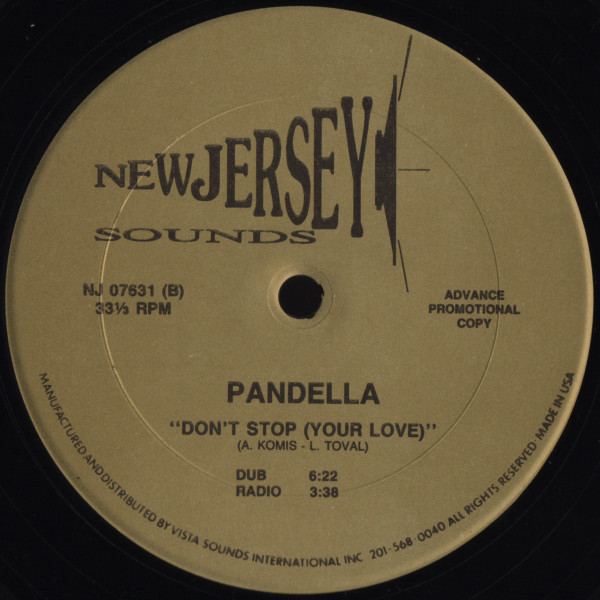 NEW JERSEY
SOUNDS
NJ 07631 (B)
33⅓ RPM
ADVANCE
PROMOTIONAL
COPY
PANDELLA
"DON'T STOP (YOUR LOVE)"
(A. KOMIS - L. TOVAL)
DUB 6:22
RADIO 3:38
MANUFACTURED AND DISTRIBUTED BY VISTA SOUNDS INTERNATIONAL INC 201-568-0040 ALL RIGHTS RESERVED MADE IN USA